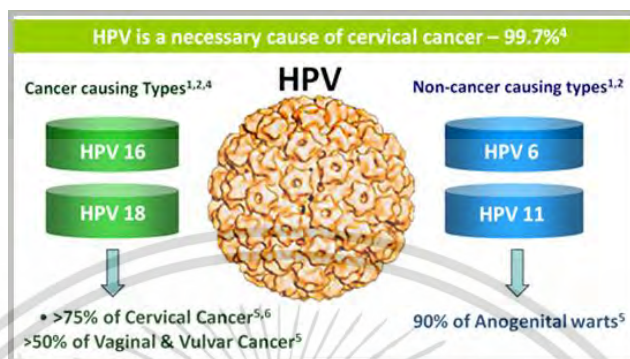 HPV is a necessary cause of cervical cancer – 99.7%⁴
HPV
Cancer causing Types¹,²,⁴
HPV 16
HPV 18
• >75% of Cervical Cancer⁵,⁶
>50% of Vaginal & Vulvar Cancer⁵
Non-cancer causing types¹,²
HPV 6
HPV 11
90% of Anogenital warts⁵